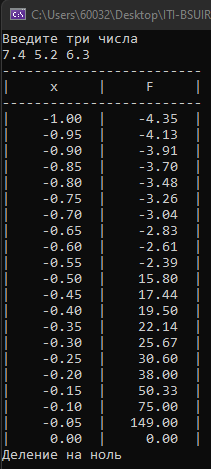 C:\Users\60032\Desktop\ITI-BSUIR
Введите три числа
7.4 5.2 6.3
-------------------------
|     x     |     F     |
-------------------------
|    -1.00  |    -4.35  |
|    -0.95  |    -4.13  |
|    -0.90  |    -3.91  |
|    -0.85  |    -3.70  |
|    -0.80  |    -3.48  |
|    -0.75  |    -3.26  |
|    -0.70  |    -3.04  |
|    -0.65  |    -2.83  |
|    -0.60  |    -2.61  |
|    -0.55  |    -2.39  |
|    -0.50  |    15.80  |
|    -0.45  |    17.44  |
|    -0.40  |    19.50  |
|    -0.35  |    22.14  |
|    -0.30  |    25.67  |
|    -0.25  |    30.60  |
|    -0.20  |    38.00  |
|    -0.15  |    50.33  |
|    -0.10  |    75.00  |
|    -0.05  |   149.00  |
|     0.00  |     0.00  |
Деление на ноль